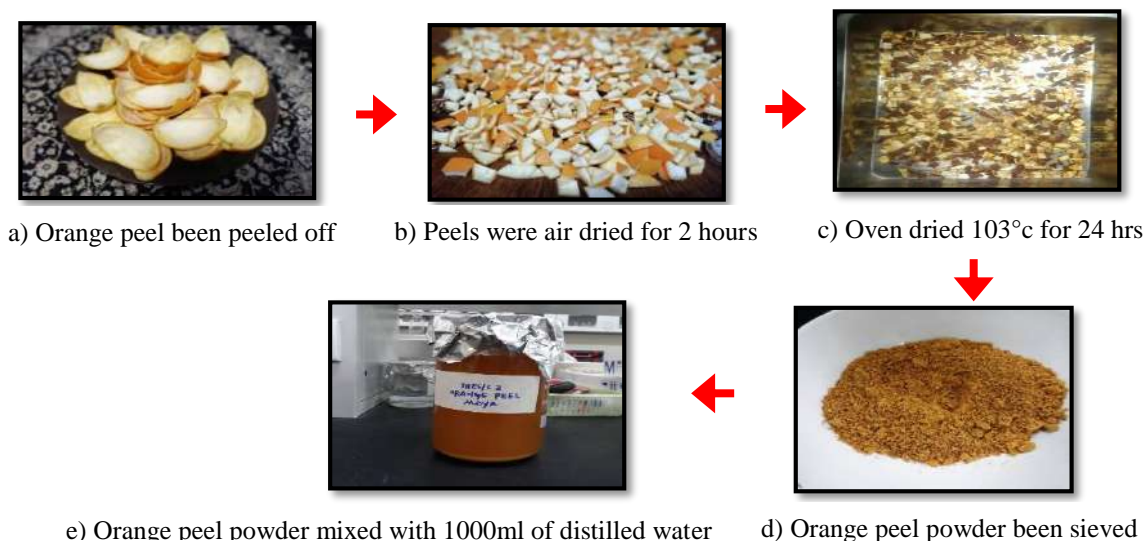 a) Orange peel been peeled off
b) Peels were air dried for 2 hours
c) Oven dried 103°c for 24 hrs
ORANGE PEEL
e) Orange peel powder mixed with 1000ml of distilled water
d) Orange peel powder been sieved